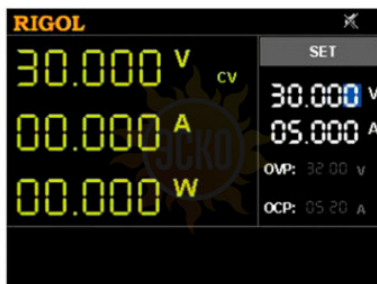 RIGOL
30.000 V CV
00.000 A
00.000 W
SET
30.000 V
05.000 A
OVP: 32.00 V
OCP: 05.20 A
ЭСКО